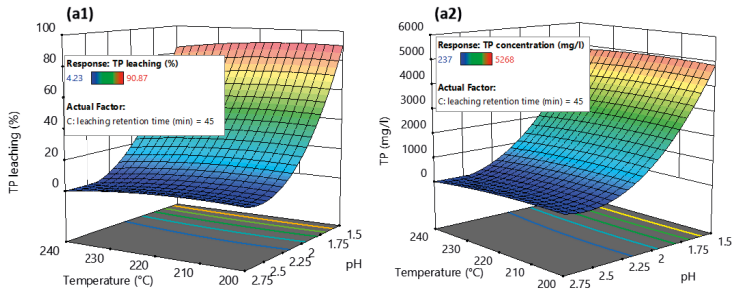 (a1)
Response: TP leaching (%)
4.23 90.87
Actual Factor:
C: leaching retention time (min) = 45
TP leaching (%)
100
80
60
40
20
0
240
230
220
210
200
Temperature (°C)
2.75
2.5
2.25
2
1.75
1.5
pH
(a2)
Response: TP concentration (mg/l)
237 5268
Actual Factor:
C: leaching retention time (min) = 45
TP (mg/l)
6000
5000
4000
3000
2000
1000
0
240
230
220
210
200
Temperature (°C)
2.75
2.5
2.25
2
1.75
1.5
pH